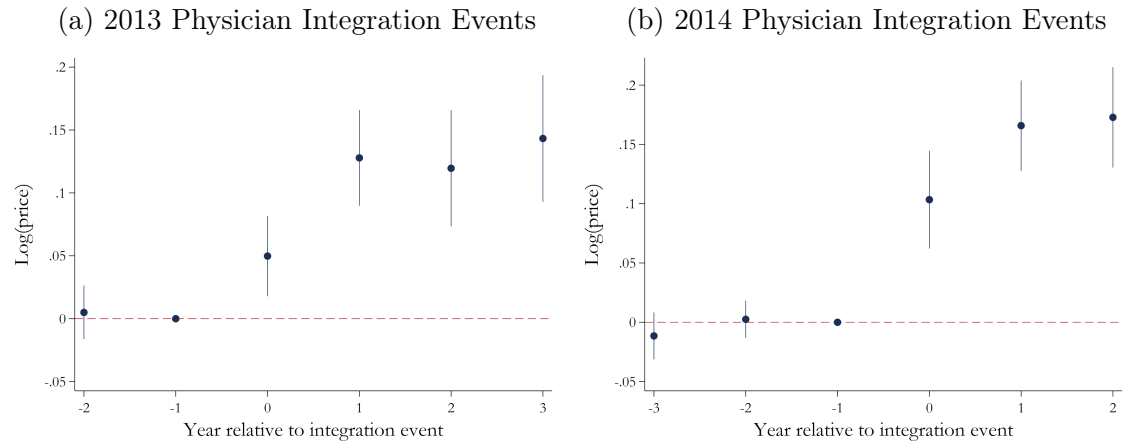 (a) 2013 Physician Integration Events
.2
.15
.1
.05
0
-.05
Log(price)
-2 -1 0 1 2 3
Year relative to integration event
(b) 2014 Physician Integration Events
.2
.15
.1
.05
0
-.05
Log(price)
-3 -2 -1 0 1 2
Year relative to integration event